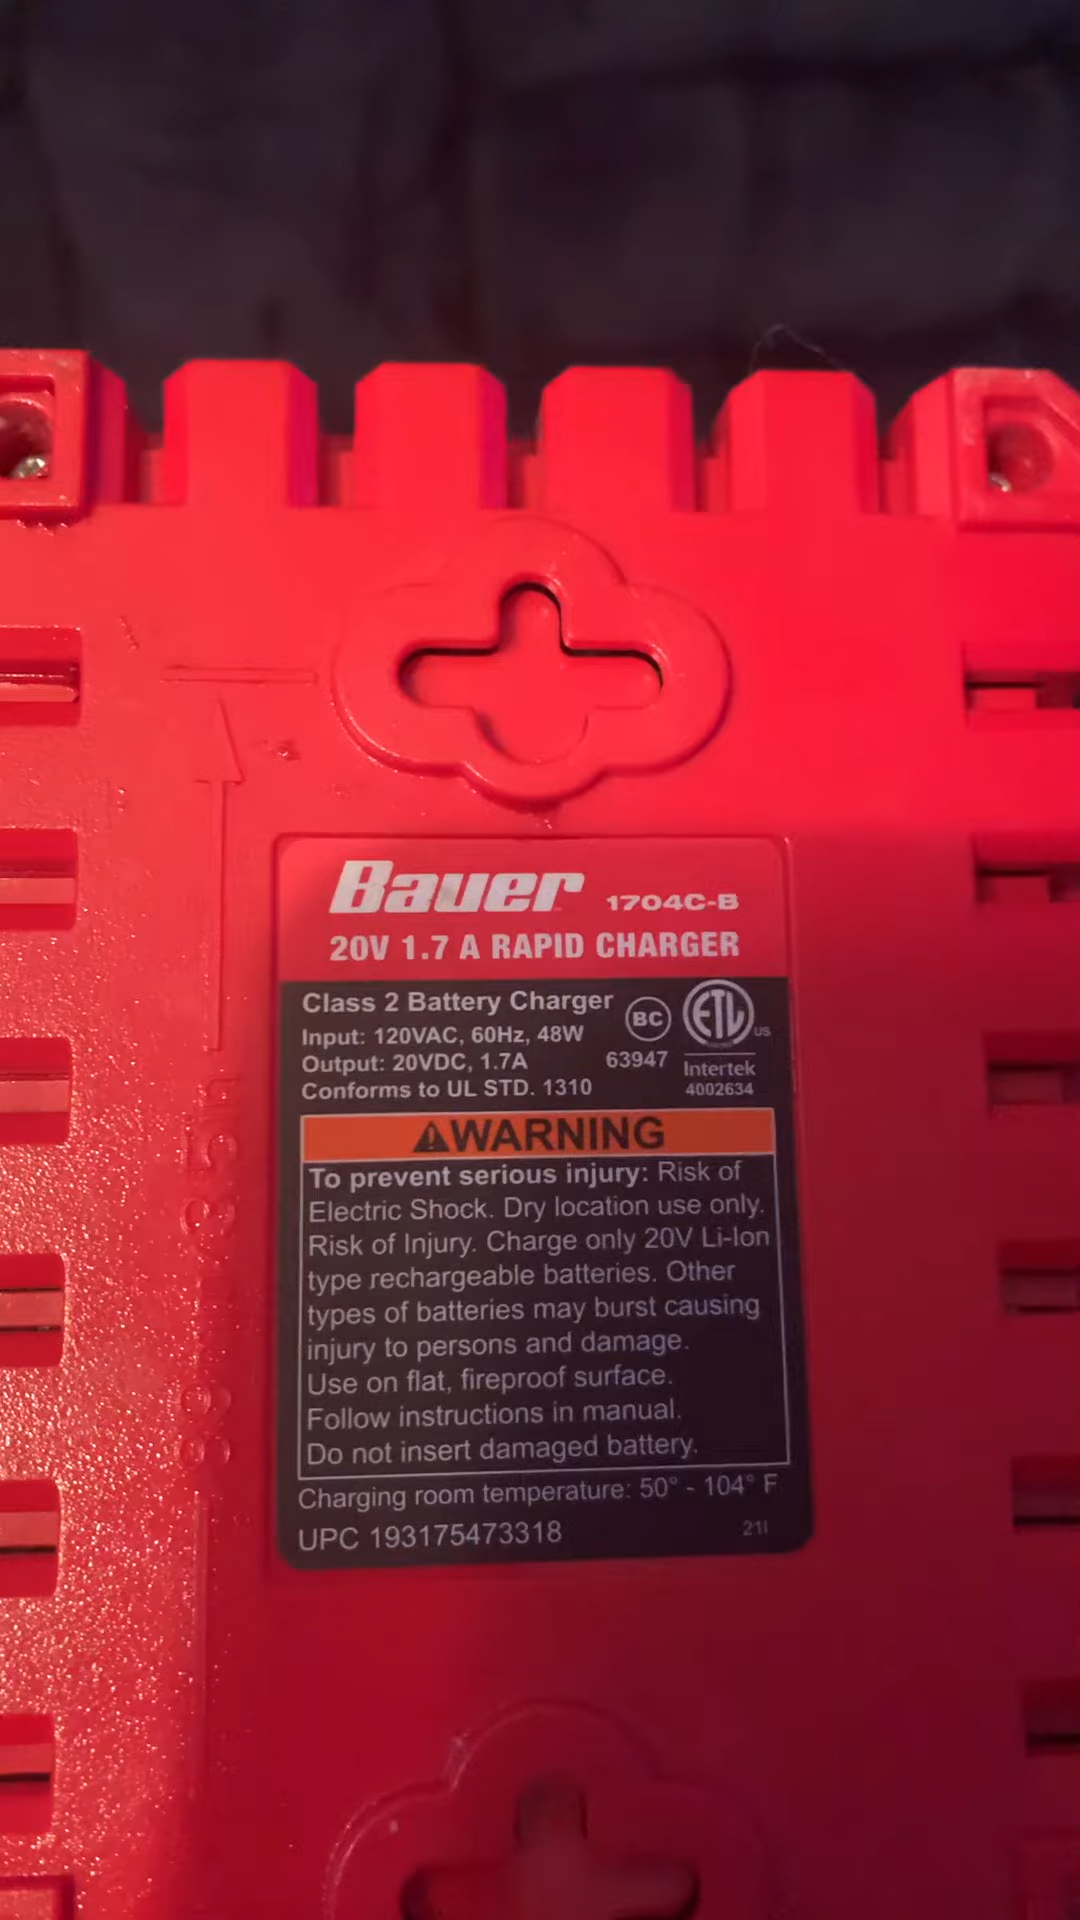 Bauer 1704C-B
20V 1.7 A RAPID CHARGER
Class 2 Battery Charger
Input: 120VAC, 60Hz, 48W
Output: 20VDC, 1.7A
Conforms to UL STD. 1310
BC
63947
ETL
US
Intertek
4002634
⚠WARNING
To prevent serious injury: Risk of
Electric Shock. Dry location use only.
Risk of Injury. Charge only 20V Li-Ion
type rechargeable batteries. Other
types of batteries may burst causing
injury to persons and damage.
Use on flat, fireproof surface.
Follow instructions in manual.
Do not insert damaged battery.
Charging room temperature: 50° - 104° F
UPC 193175473318
21I